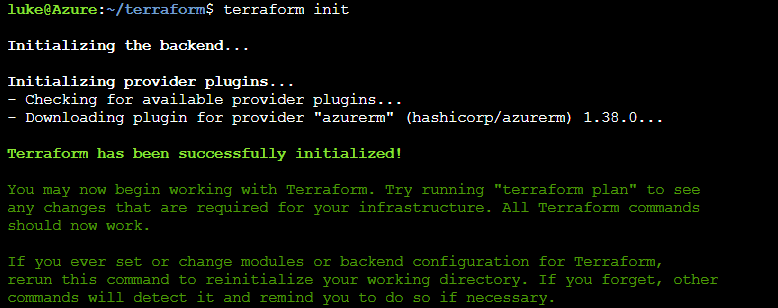 luke@Azure:~/terraform$ terraform init
Initializing the backend...
Initializing provider plugins...
- Checking for available provider plugins...
- Downloading plugin for provider "azurerm" (hashicorp/azurerm) 1.38.0...
Terraform has been successfully initialized!
You may now begin working with Terraform. Try running "terraform plan" to see
any changes that are required for your infrastructure. All Terraform commands
should now work.
If you ever set or change modules or backend configuration for Terraform,
rerun this command to reinitialize your working directory. If you forget, other
commands will detect it and remind you to do so if necessary.